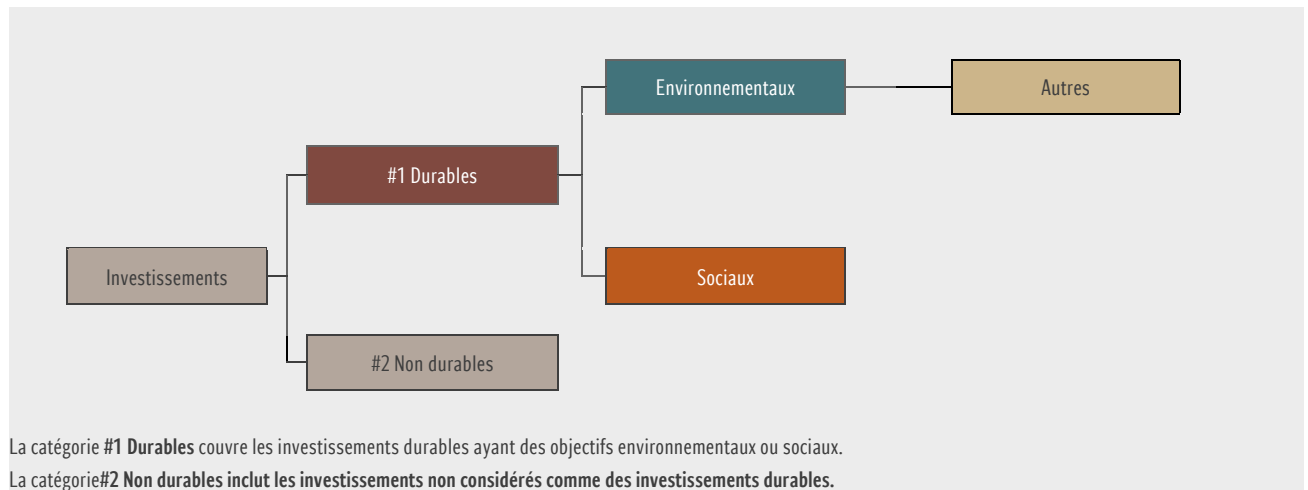 Environnementaux
Autres
#1 Durables
Investissements
Sociaux
#2 Non durables
La catégorie #1 Durables couvre les investissements durables ayant des objectifs environnementaux ou sociaux.
La catégorie#2 Non durables inclut les investissements non considérés comme des investissements durables.